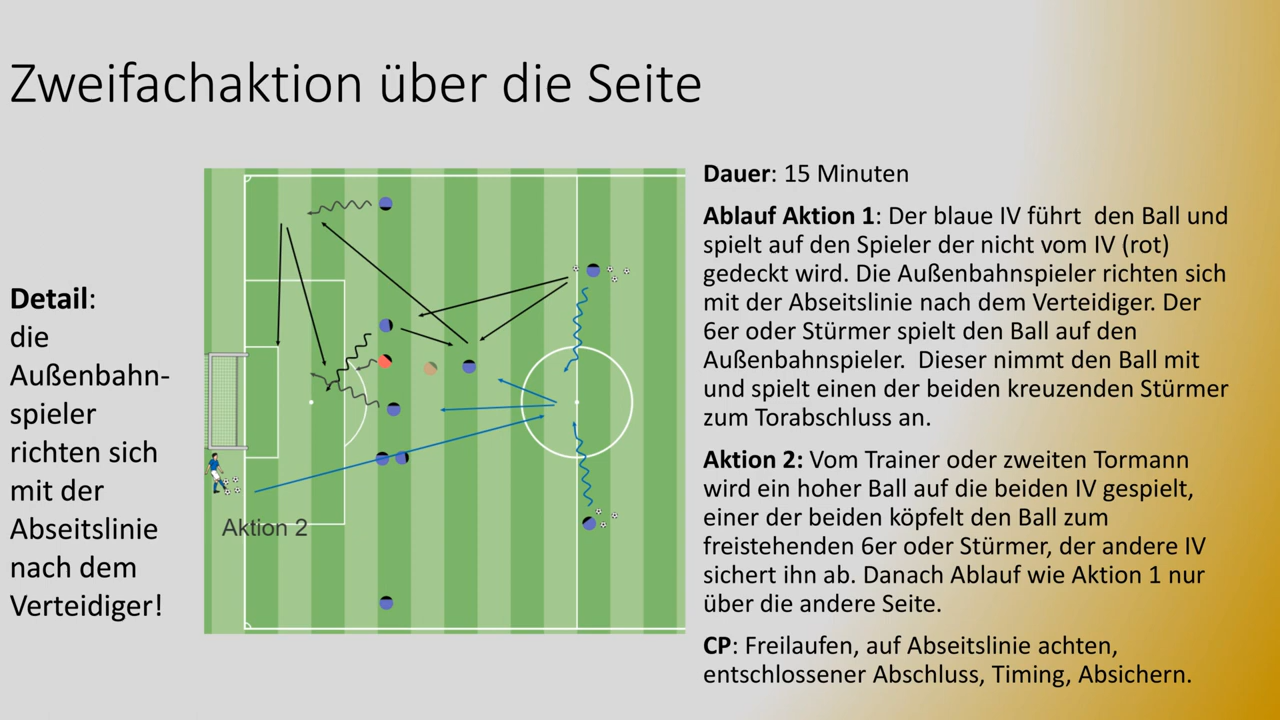 Zweifachaktion über die Seite
Detail:
die
Außenbahn-
spieler
richten sich
mit der
Abseitslinie
nach dem
Verteidiger!
Aktion 2
Dauer: 15 Minuten
Ablauf Aktion 1: Der blaue IV führt  den Ball und
spielt auf den Spieler der nicht vom IV (rot)
gedeckt wird. Die Außenbahnspieler richten sich
mit der Abseitslinie nach dem Verteidiger. Der
6er oder Stürmer spielt den Ball auf den
Außenbahnspieler.  Dieser nimmt den Ball mit
und spielt einen der beiden kreuzenden Stürmer
zum Torabschluss an.
Aktion 2: Vom Trainer oder zweiten Tormann
wird ein hoher Ball auf die beiden IV gespielt,
einer der beiden köpfelt den Ball zum
freistehenden 6er oder Stürmer, der andere IV
sichert ihn ab. Danach Ablauf wie Aktion 1 nur
über die andere Seite.
CP: Freilaufen, auf Abseitslinie achten,
entschlossener Abschluss, Timing, Absichern.